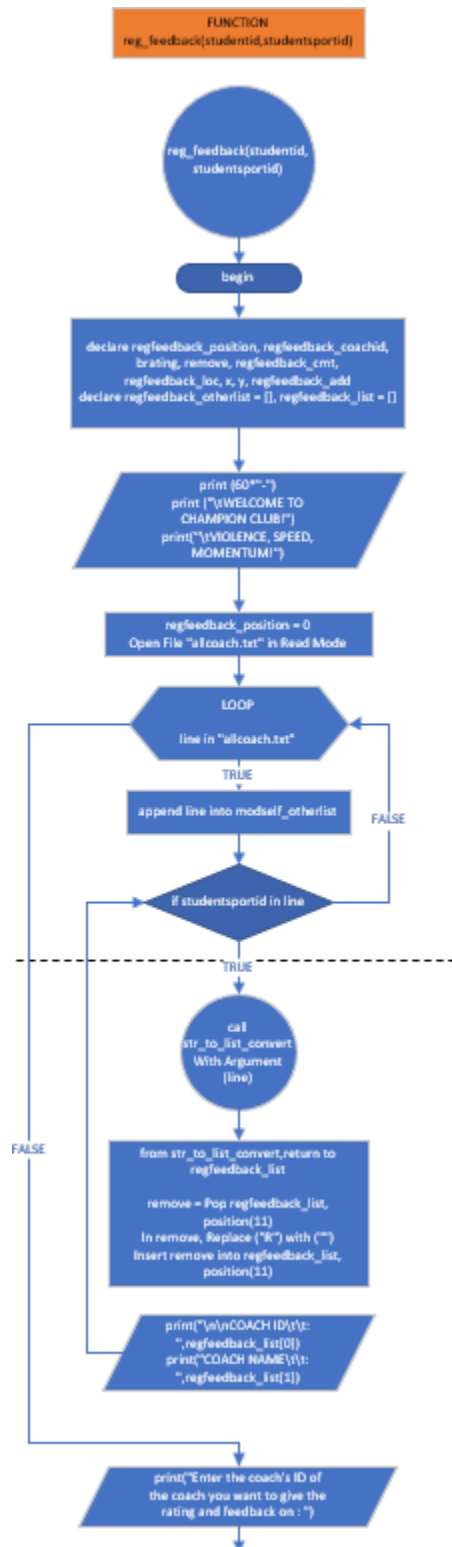 FUNCTION
reg_feedback(studentid,studentsportid)
reg_feedback(studentid,
studentsportid)
begin
declare regfeedback_position, regfeedback_coachid,
brating, remove, regfeedback_cmt,
regfeedback_loc, x, y, regfeedback_add
declare regfeedback_otherlist = [], regfeedback_list = []
print (60*"-")
print ("\tWELCOME TO
CHAMPION CLUB!")
print("\tVIOLENCE, SPEED,
MOMENTUM!")
regfeedback_position = 0
Open File "allcoach.txt" in Read Mode
LOOP
line in "allcoach.txt"
TRUE
append line into modself_otherlist
FALSE
if studentsportid in line
TRUE
call
str_to_list_convert
With Argument
(line)
FALSE
from str_to_list_convert,return to
regfeedback_list
remove = Pop regfeedback_list,
position(11)
In remove, Replace ("R") with ("")
Insert remove into regfeedback_list,
position(11)
print("\n\nCOACH ID\t\t:
",regfeedback_list[0])
print("COACH NAME\t\t:
",regfeedback_list[1])
print("Enter the coach's ID of
the coach you want to give the
rating and feedback on : ")